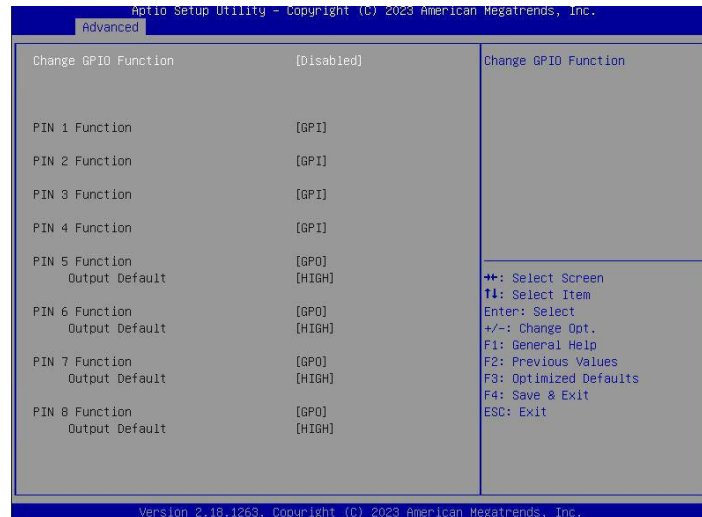 Aptio Setup Utility – Copyright (C) 2023 American Megatrends, Inc.
Advanced
Change GPIO Function [Disabled]
Change GPIO Function
PIN 1 Function [GPI]
PIN 2 Function [GPI]
PIN 3 Function [GPI]
PIN 4 Function [GPI]
PIN 5 Function [GPO]
Output Default [HIGH]
PIN 6 Function [GPO]
Output Default [HIGH]
PIN 7 Function [GPO]
Output Default [HIGH]
PIN 8 Function [GPO]
Output Default [HIGH]
→←: Select Screen
↑↓: Select Item
Enter: Select
+/-: Change Opt.
F1: General Help
F2: Previous Values
F3: Optimized Defaults
F4: Save & Exit
ESC: Exit
Version 2.18.1263. Copyright (C) 2023 American Megatrends, Inc.